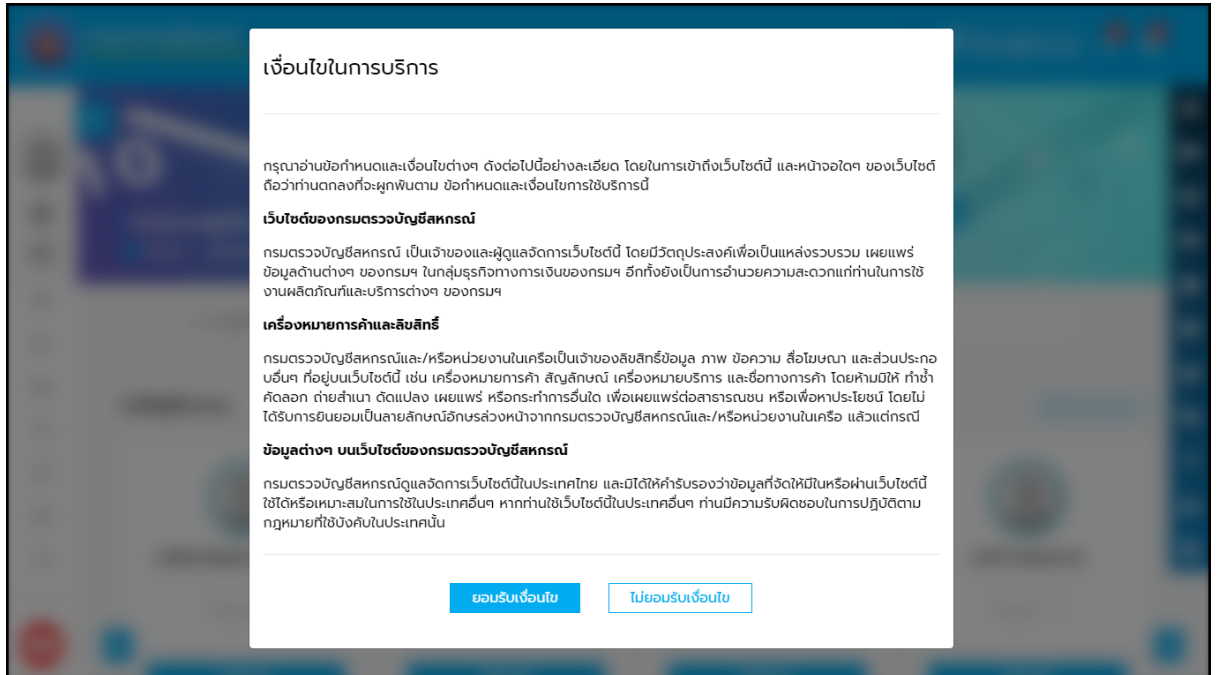 เงื่อนไขในการบริการ
กรุณาอ่านข้อกำหนดและเงื่อนไขต่างๆ ดังต่อไปนี้อย่างละเอียด โดยในการเข้าถึงเว็บไซต์นี้ และหน้าจอใดๆ ของเว็บไซต์
ถือว่าท่านตกลงที่จะผูกพันตาม ข้อกำหนดและเงื่อนไขการใช้บริการนี้
เว็บไซต์ของกรมตรวจบัญชีสหกรณ์
กรมตรวจบัญชีสหกรณ์ เป็นเจ้าของและผู้ดูแลจัดการเว็บไซต์นี้ โดยมีวัตถุประสงค์เพื่อเป็นแหล่งรวบรวม เผยแพร่
ข้อมูลด้านต่างๆ ของกรมฯ ในกลุ่มธุรกิจทางการเงินของกรมฯ อีกทั้งยังเป็นการอำนวยความสะดวกแก่ท่านในการใช้
งานผลิตภัณฑ์และบริการต่างๆ ของกรมฯ
เครื่องหมายการค้าและลิขสิทธิ์
กรมตรวจบัญชีสหกรณ์และ/หรือหน่วยงานในเครือเป็นเจ้าของลิขสิทธิ์ข้อมูล ภาพ ข้อความ สื่อโฆษณา และส่วนประกอ
บอื่นๆ ที่อยู่บนเว็บไซต์นี้ เช่น เครื่องหมายการค้า สัญลักษณ์ เครื่องหมายบริการ และชื่อทางการค้า โดยห้ามมิให้ ทำซ้ำ
คัดลอก ถ่ายสำเนา ดัดแปลง เผยแพร่ หรือกระทำการอื่นใด เพื่อเผยแพร่ต่อสาธารณชน หรือเพื่อหาประโยชน์ โดยไม่
ได้รับการยินยอมเป็นลายลักษณ์อักษรล่วงหน้าจากกรมตรวจบัญชีสหกรณ์และ/หรือหน่วยงานในเครือ แล้วแต่กรณี
ข้อมูลต่างๆ บนเว็บไซต์ของกรมตรวจบัญชีสหกรณ์
กรมตรวจบัญชีสหกรณ์ดูแลจัดการเว็บไซต์นี้ในประเทศไทย และมิได้ให้คำรับรองว่าข้อมูลที่จัดให้มีในหรือผ่านเว็บไซต์นี้
ใช้ได้หรือเหมาะสมในการใช้ในประเทศอื่นๆ หากท่านใช้เว็บไซต์นี้ในประเทศอื่นๆ ท่านมีความรับผิดชอบในการปฏิบัติตาม
กฎหมายที่ใช้บังคับในประเทศนั้น
ยอมรับเงื่อนไข ไม่ยอมรับเงื่อนไข